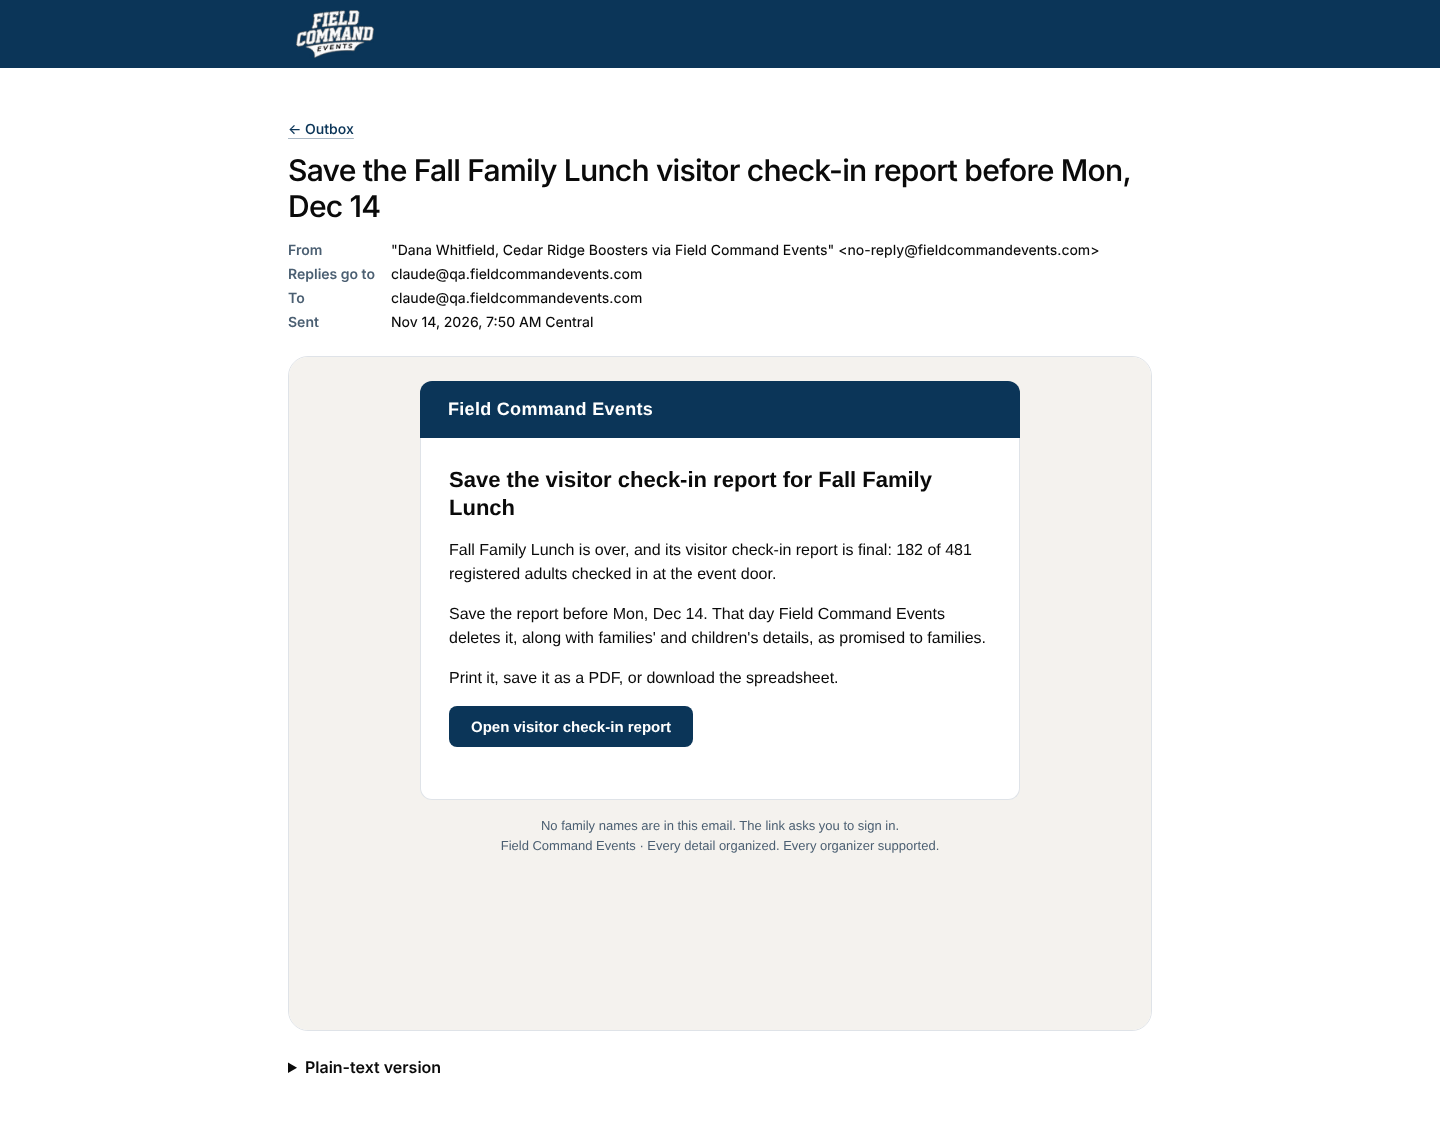 FIELD
COMMAND
EVENTS
← Outbox
Save the Fall Family Lunch visitor check-in report before Mon,
Dec 14
From "Dana Whitfield, Cedar Ridge Boosters via Field Command Events" <no-reply@fieldcommandevents.com>
Replies go to claude@qa.fieldcommandevents.com
To claude@qa.fieldcommandevents.com
Sent Nov 14, 2026, 7:50 AM Central
Field Command Events
Save the visitor check-in report for Fall Family
Lunch
Fall Family Lunch is over, and its visitor check-in report is final: 182 of 481
registered adults checked in at the event door.
Save the report before Mon, Dec 14. That day Field Command Events
deletes it, along with families' and children's details, as promised to families.
Print it, save it as a PDF, or download the spreadsheet.
Open visitor check-in report
No family names are in this email. The link asks you to sign in.
Field Command Events · Every detail organized. Every organizer supported.
▶ Plain-text version